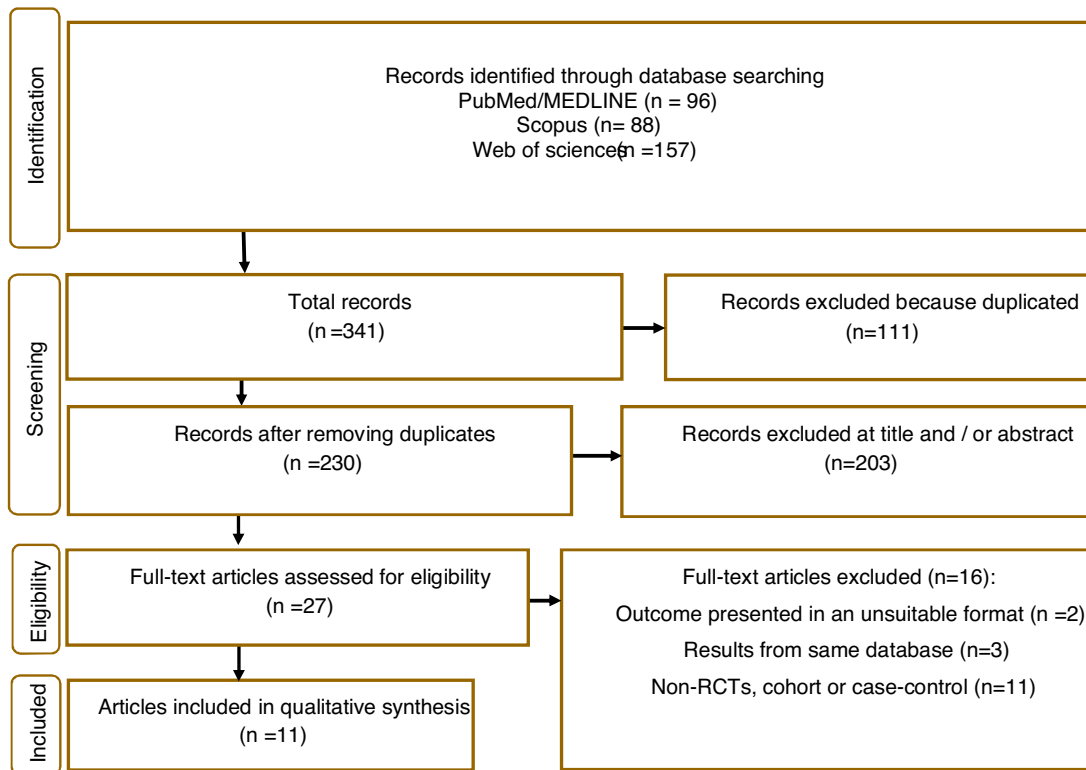 Identification
Records identified through database searching
PubMed/MEDLINE (n = 96)
Scopus (n= 88)
Web of sciences(n =157)
Screening
Total records
(n =341)
Records excluded because duplicated
(n=111)
Records after removing duplicates
(n =230)
Records excluded at title and / or abstract
(n=203)
Eligibility
Full-text articles assessed for eligibility
(n =27)
Full-text articles excluded (n=16):
Outcome presented in an unsuitable format (n =2)
Results from same database (n=3)
Non-RCTs, cohort or case-control (n=11)
Included
Articles included in qualitative synthesis
(n =11)